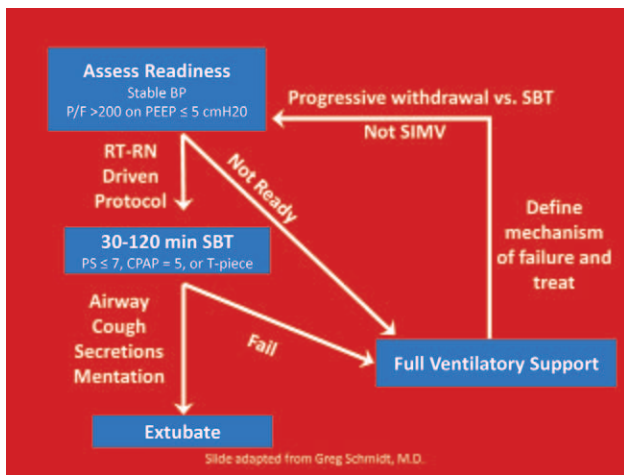 Assess Readiness
Stable BP
P/F >200 on PEEP ≤ 5 cmH20
Progressive withdrawal vs. SBT
Not SIMV
RT-RN
Driven
Protocol
Not Ready
Define
mechanism
of failure and
treat
30-120 min SBT
PS ≤ 7, CPAP = 5, or T-piece
Airway
Cough
Secretions
Mentation
Fail
Full Ventilatory Support
Extubate
Slide adapted from Greg Schmidt, M.D.